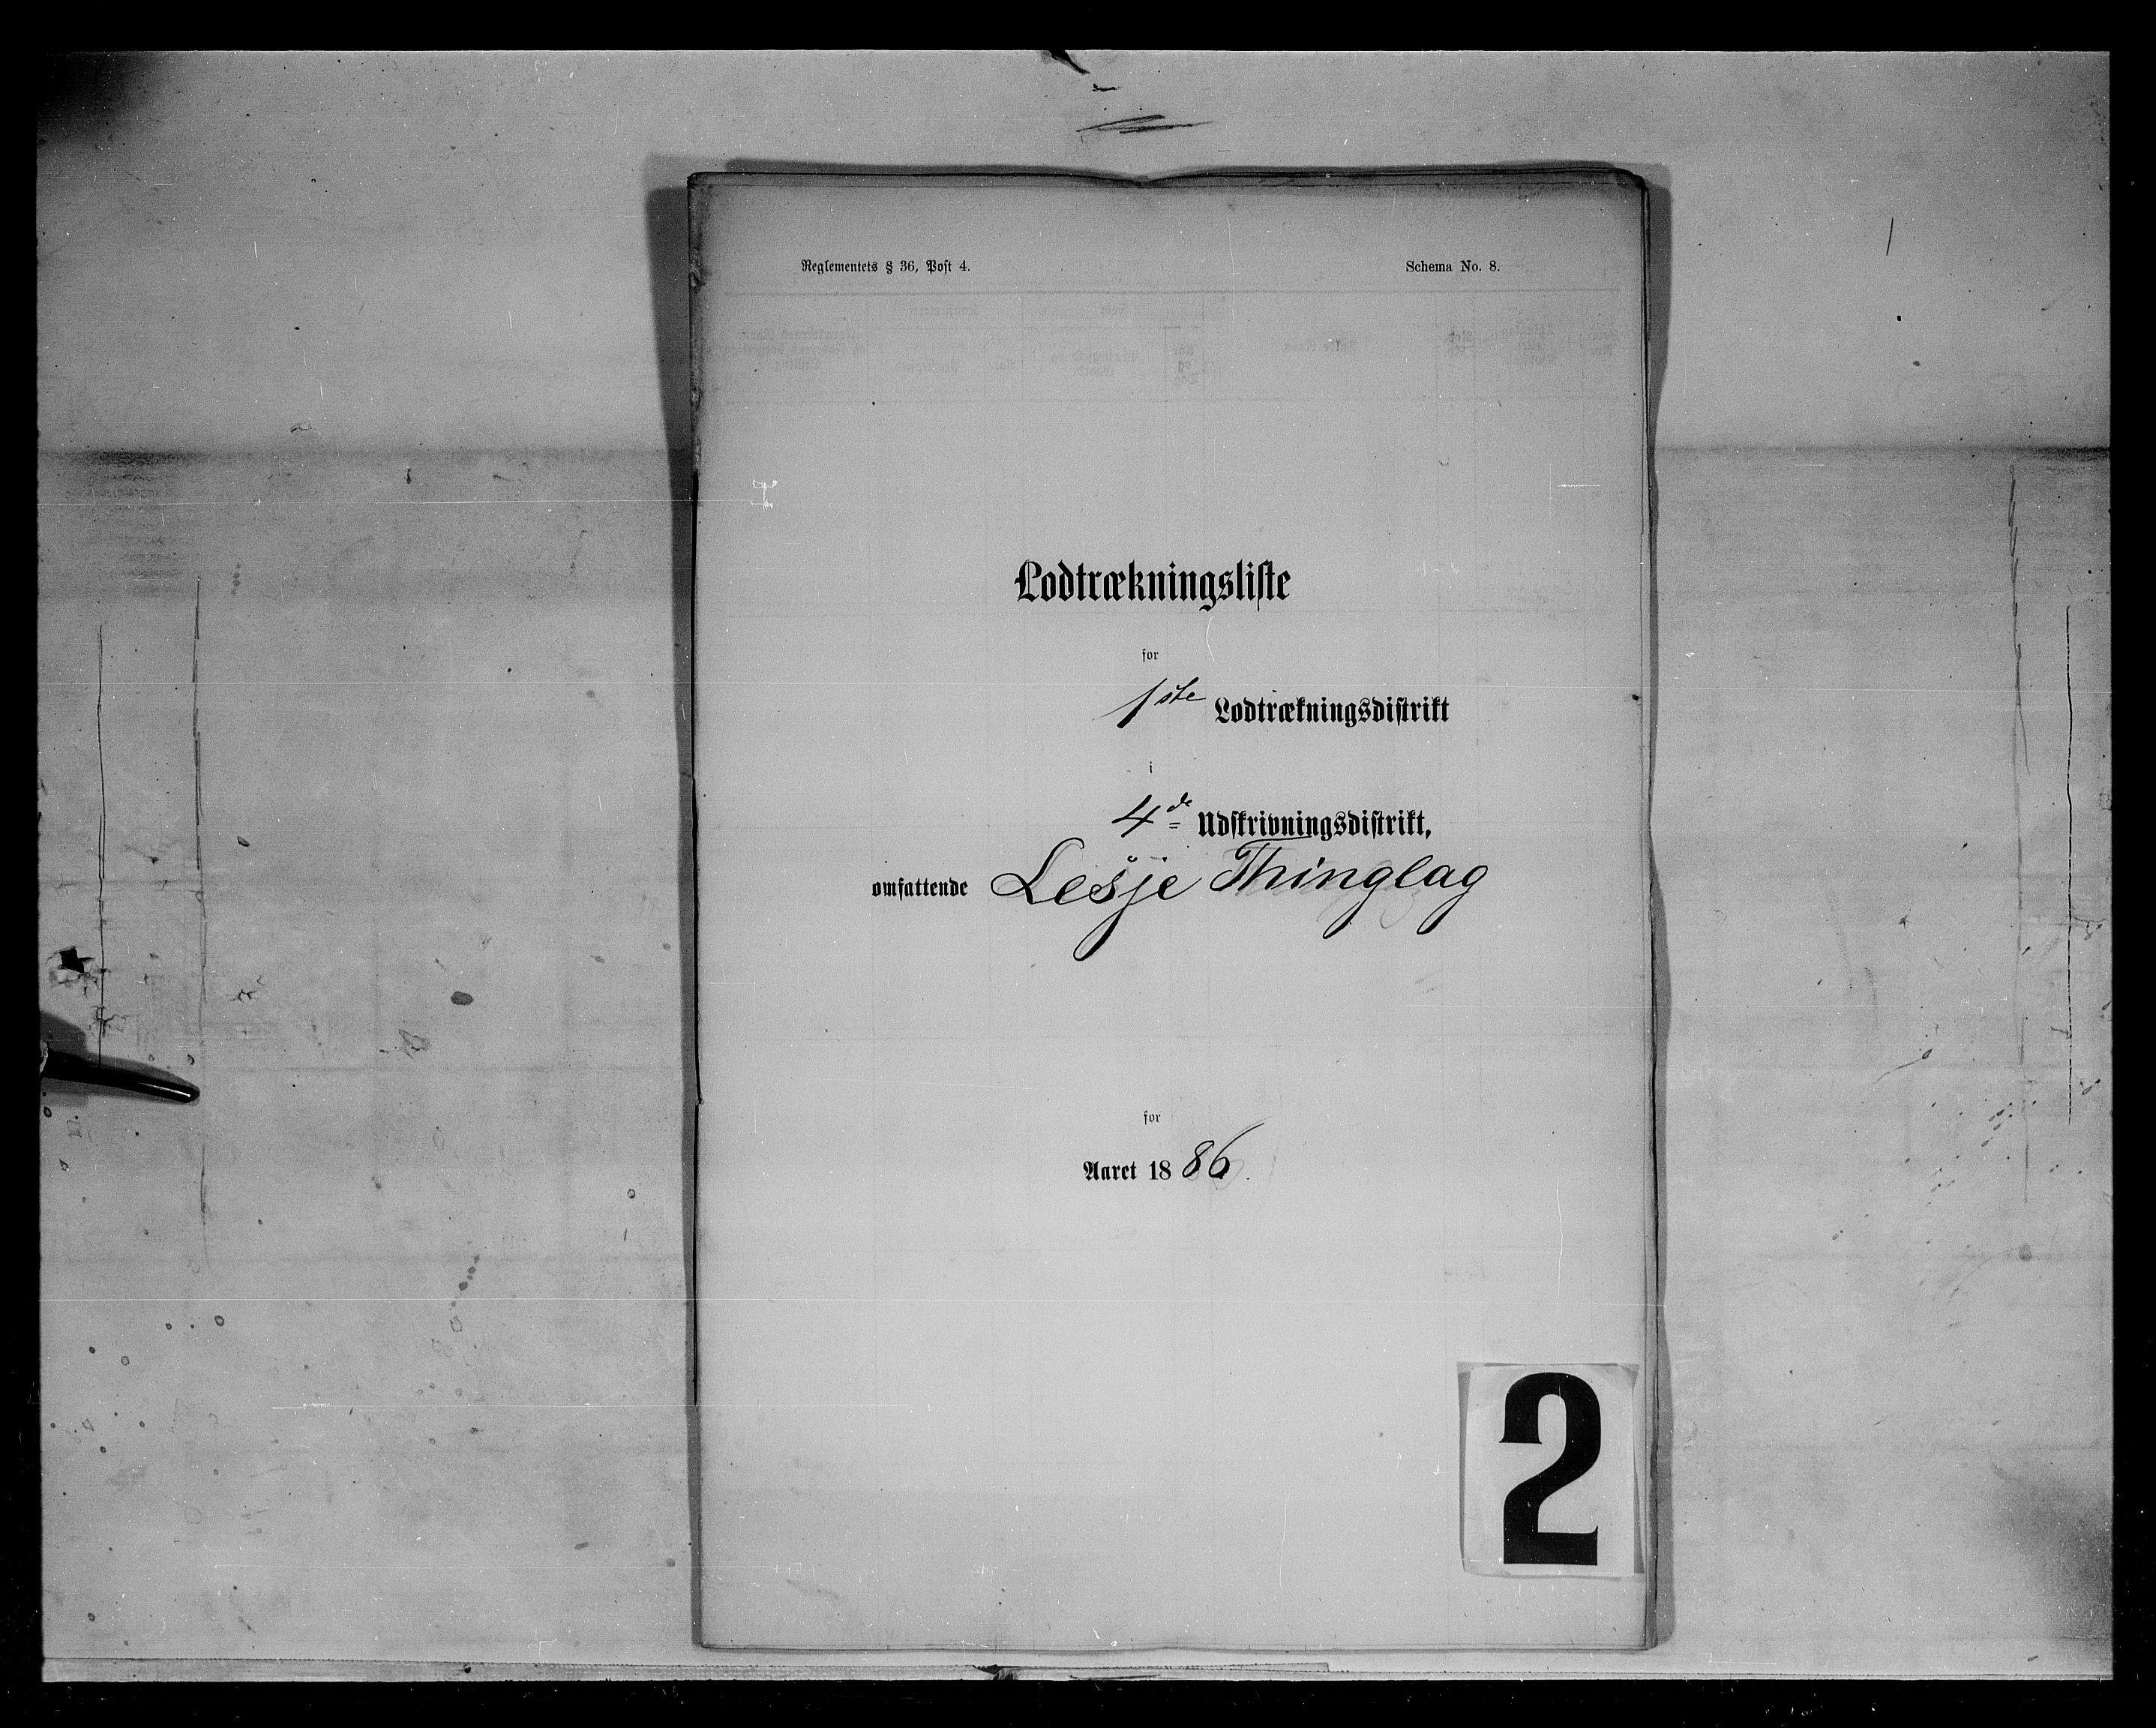 Reglementets § 36, Post 4.
Schema No. 8.
Lodtrækningsliste
for
1ste Lodtrækningsdistrikt
i
4de Udskrivningsdistrikt,
omfattende Lesje Thinglag
for
Aaret 1886.
2